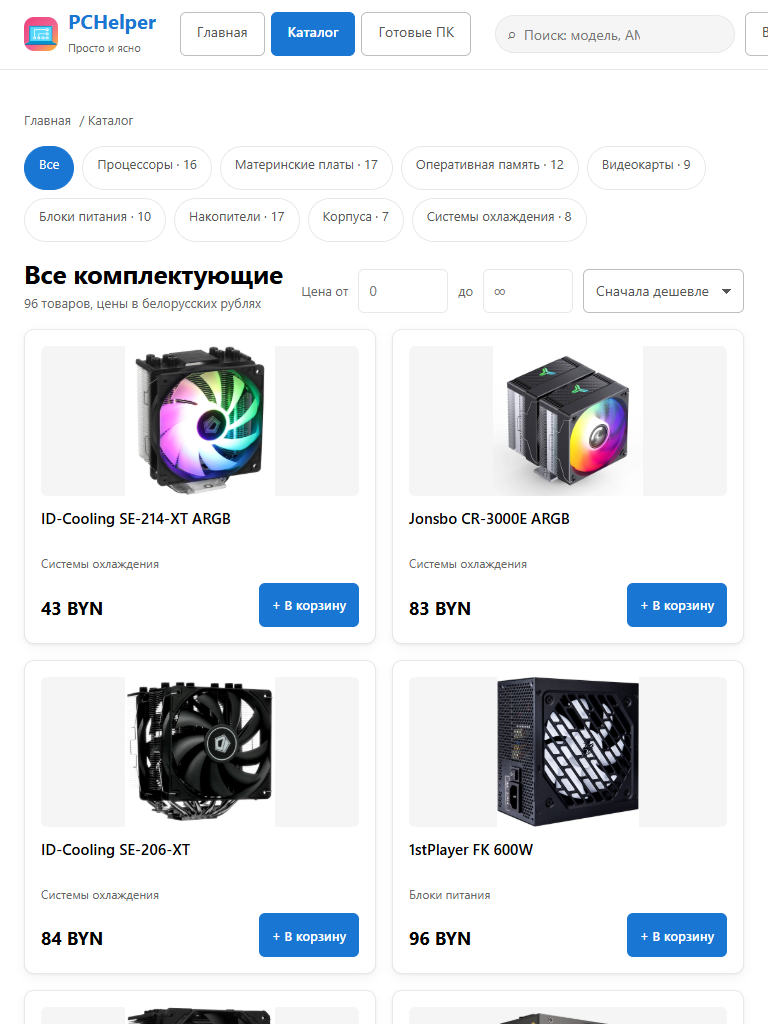 PCHelper
Просто и ясно
Главная
Каталог
Готовые ПК
Поиск: модель, AM
В
Главная / Каталог
Все
Процессоры · 16
Материнские платы · 17
Оперативная память · 12
Видеокарты · 9
Блоки питания · 10
Накопители · 17
Корпуса · 7
Системы охлаждения · 8
Все комплектующие
96 товаров, цены в белорусских рублях
Цена от
0
до
∞
Сначала дешевле
ID-Cooling SE-214-XT ARGB
Системы охлаждения
43 BYN
+ В корзину
Jonsbo CR-3000E ARGB
Системы охлаждения
83 BYN
+ В корзину
ID-Cooling SE-206-XT
Системы охлаждения
84 BYN
+ В корзину
1stPlayer FK 600W
Блоки питания
96 BYN
+ В корзину